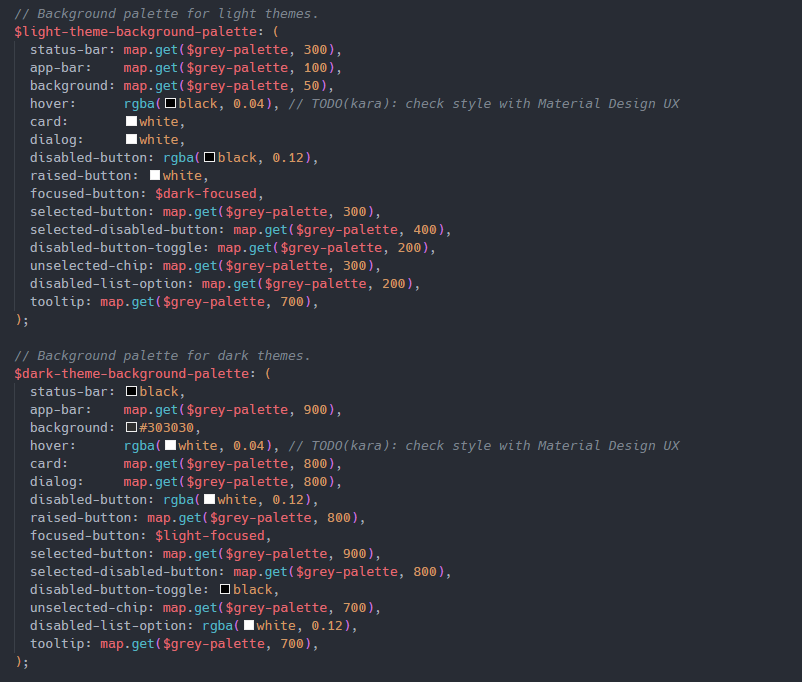 // Background palette for light themes.
$light-theme-background-palette: (
  status-bar: map.get($grey-palette, 300),
  app-bar:    map.get($grey-palette, 100),
  background: map.get($grey-palette, 50),
  hover:      rgba(black, 0.04), // TODO(kara): check style with Material Design UX
  card:       white,
  dialog:     white,
  disabled-button: rgba(black, 0.12),
  raised-button: white,
  focused-button: $dark-focused,
  selected-button: map.get($grey-palette, 300),
  selected-disabled-button: map.get($grey-palette, 400),
  disabled-button-toggle: map.get($grey-palette, 200),
  unselected-chip: map.get($grey-palette, 300),
  disabled-list-option: map.get($grey-palette, 200),
  tooltip: map.get($grey-palette, 700),
);

// Background palette for dark themes.
$dark-theme-background-palette: (
  status-bar: black,
  app-bar:    map.get($grey-palette, 900),
  background: #303030,
  hover:      rgba(white, 0.04), // TODO(kara): check style with Material Design UX
  card:       map.get($grey-palette, 800),
  dialog:     map.get($grey-palette, 800),
  disabled-button: rgba(white, 0.12),
  raised-button: map.get($grey-palette, 800),
  focused-button: $light-focused,
  selected-button: map.get($grey-palette, 900),
  selected-disabled-button: map.get($grey-palette, 800),
  disabled-button-toggle: black,
  unselected-chip: map.get($grey-palette, 700),
  disabled-list-option: rgba(white, 0.12),
  tooltip: map.get($grey-palette, 700),
);